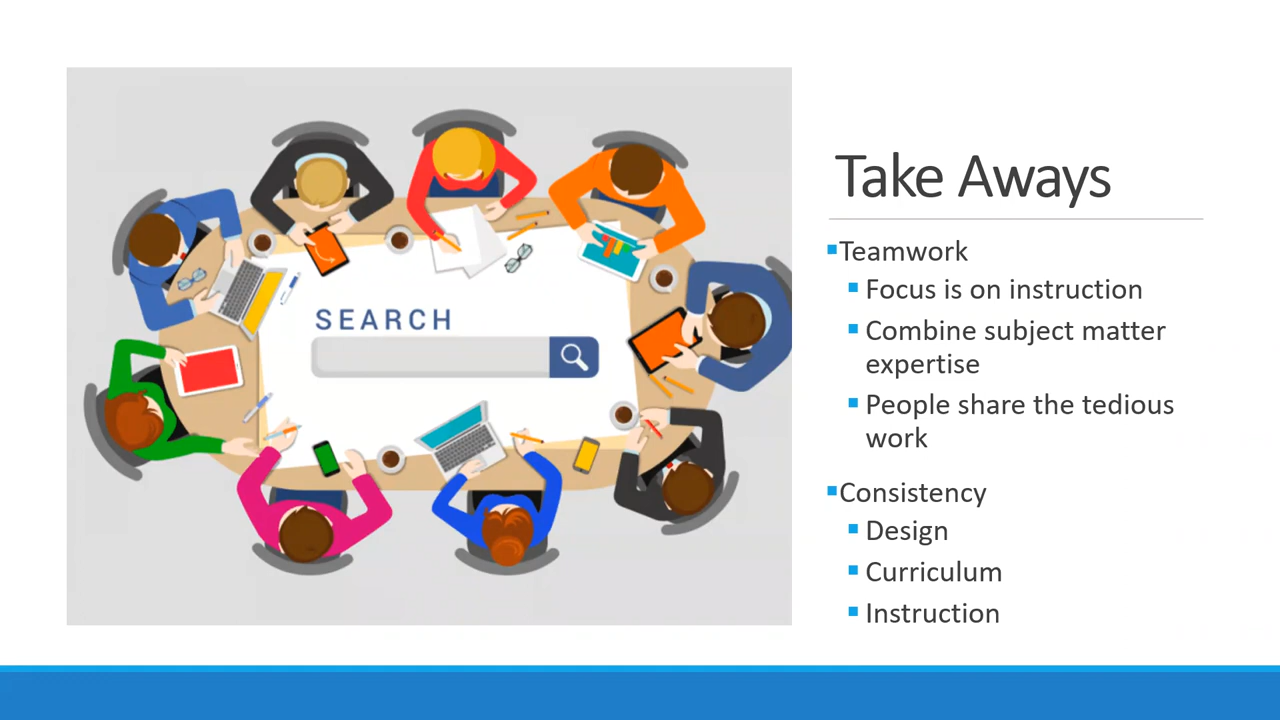 SEARCH
Take Aways
Teamwork
Focus is on instruction
Combine subject matter
expertise
People share the tedious
work
Consistency
Design
Curriculum
Instruction